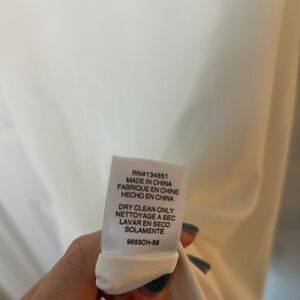 RN#134851
MADE IN CHINA
FABRIQUE EN CHINE
HECHO EN CHINA
DRY CLEAN ONLY
NETTOYAGE A SEC
LAVAR EN SECO
SOLAMENTE
9653CH-S6